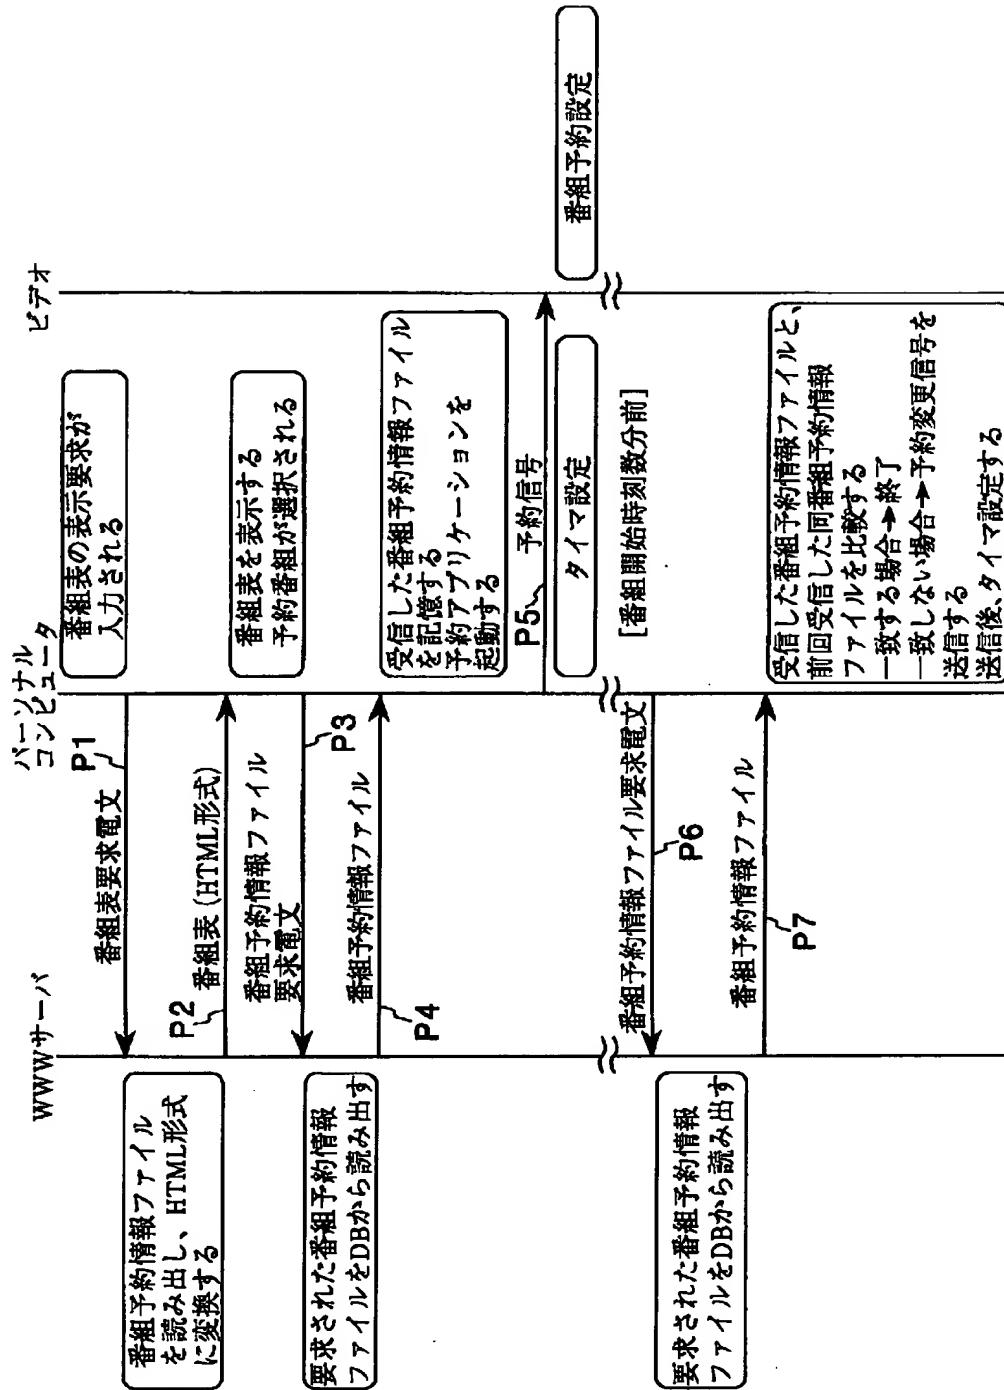 WWWサーバ
パーソナル
コンピュータ
ビデオ
番組表の表示要求が
入力される
P1
番組表要求電文
番組予約情報ファイル
を読み出し、HTML形式
に変換する
P2
番組表(HTML形式)
番組表を表示する
予約番組が選択される
番組予約情報ファイル
要求電文
P3
要求された番組予約情報
ファイルをDBから読み出す
番組予約情報ファイル
P4
受信した番組予約情報ファイル
を記憶する
予約アプリケーションを
起動する
P5
予約信号
タイマ設定
番組予約設定
[番組開始時刻数分前]
番組予約情報ファイル要求電文
P6
要求された番組予約情報
ファイルをDBから読み出す
番組予約情報ファイル
P7
受信した番組予約情報ファイルと、
前回受信した同番組予約情報
ファイルを比較する
一致する場合→終了
一致しない場合→予約変更信号を
送信する
送信後、タイマ設定する